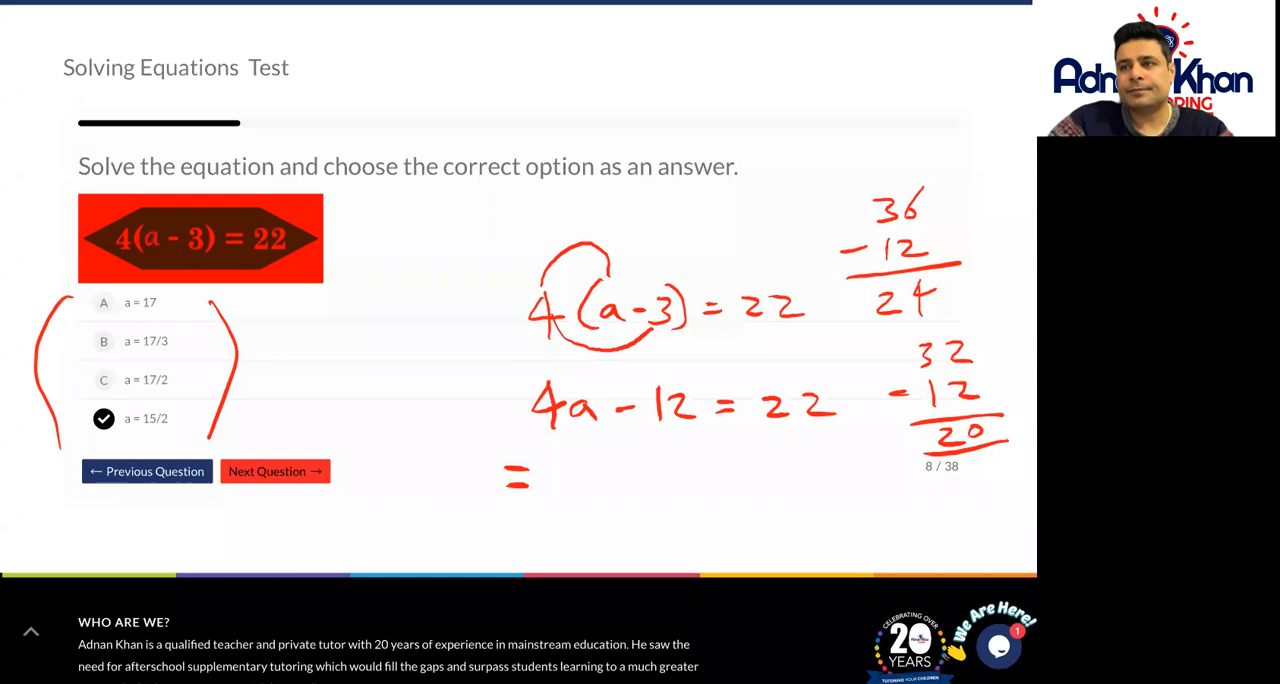 Solving Equations Test
Adnan Khan
TUTORING
Solve the equation and choose the correct option as an answer.
4(a - 3) = 22
A a = 17
B a = 17/3
C a = 17/2
a = 15/2
← Previous Question Next Question →
8 / 38
36
- 12
24
4(a - 3) = 22
32
- 12
20
4a - 12 = 22
=
WHO ARE WE?
Adnan Khan is a qualified teacher and private tutor with 20 years of experience in mainstream education. He saw the
need for afterschool supplementary tutoring which would fill the gaps and surpass students learning to a much greater
CELEBRATING OVER
20
YEARS
TUTORING YOUR CHILDREN
We Are Here!
1